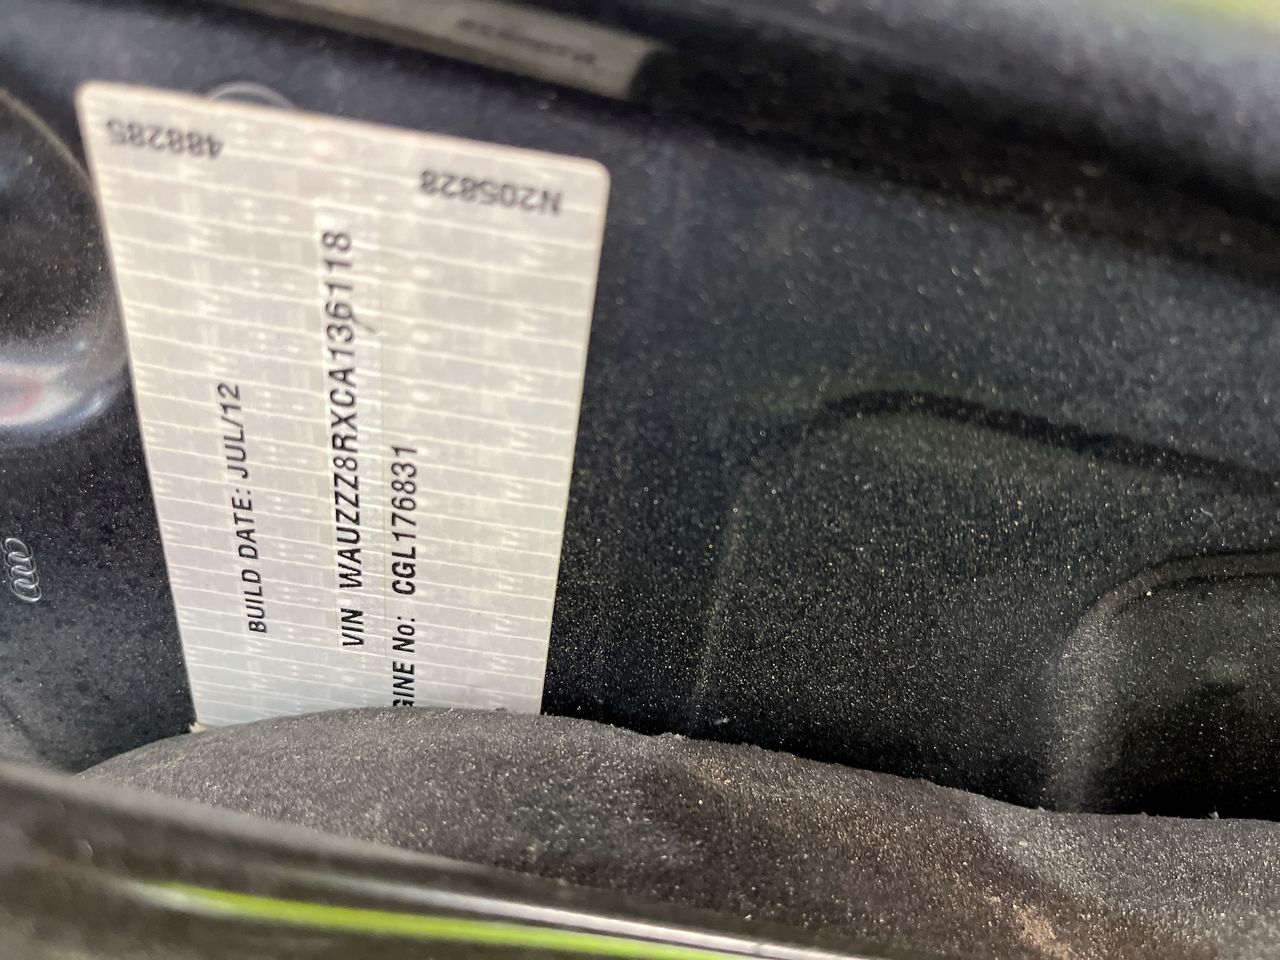 488285
N205828
BUILD DATE: JUL/12
VIN WAUZZZ8RXCA136118
GINE No: CGL176831